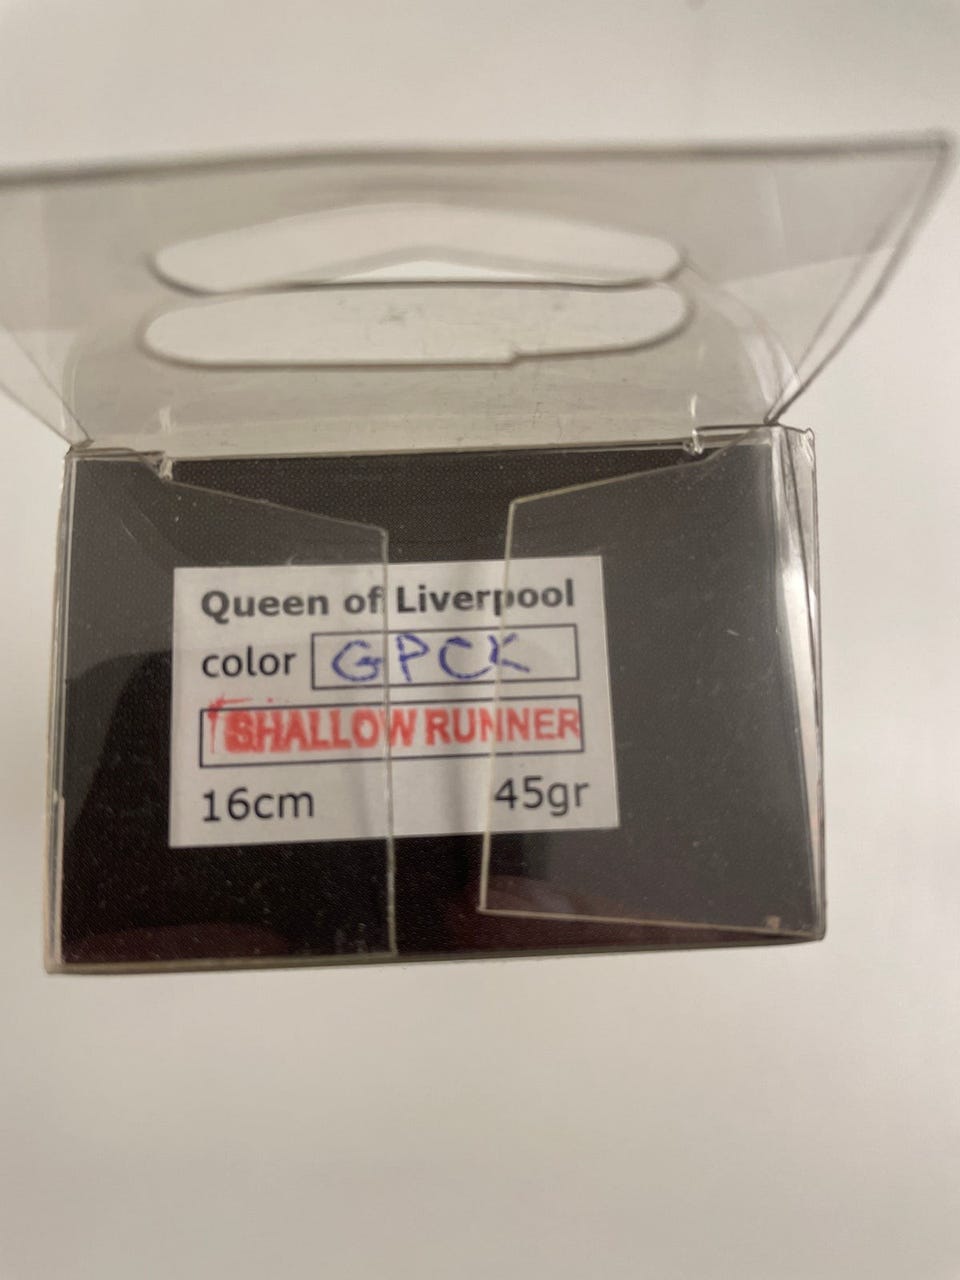 Queen of Liverpool
color GPCK
SHALLOW RUNNER
16cm 45gr